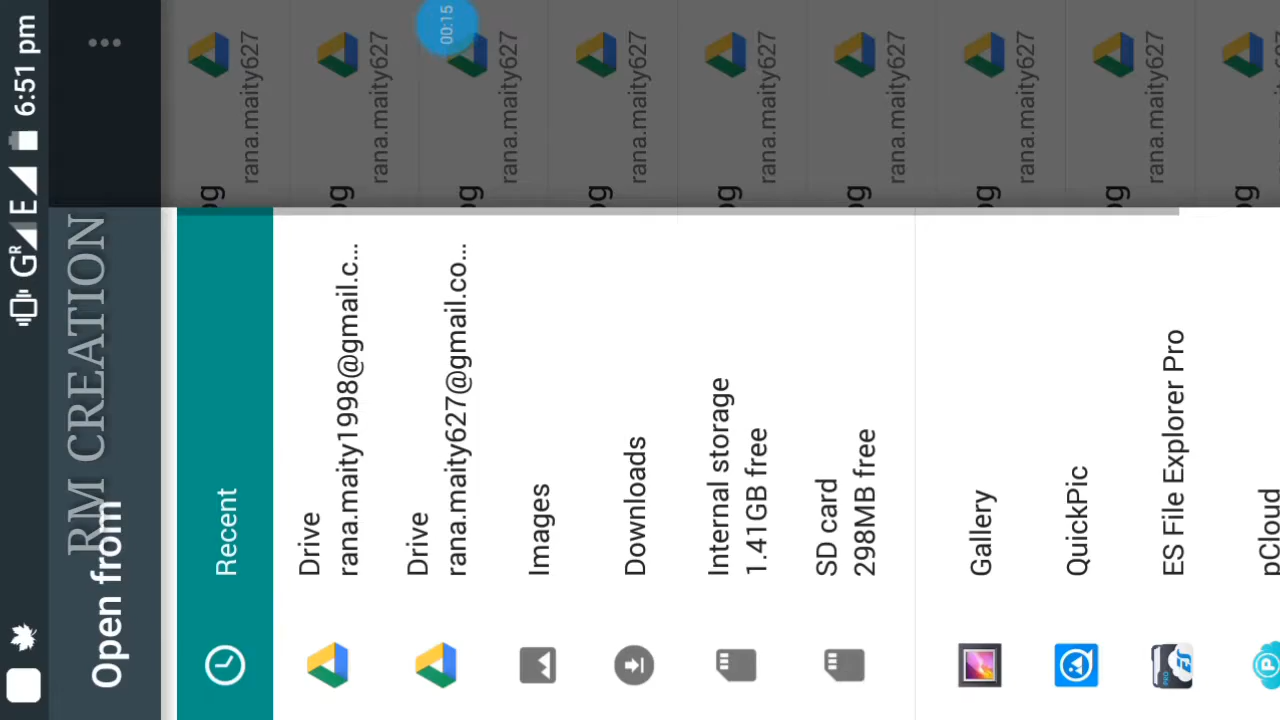 6:51 pm
G R E
00:15
RM CREATION
Open from
Recent
Drive
rana.maity1998@gmail.c...
Drive
rana.maity627@gmail.co...
Images
Downloads
Internal storage
1.41GB free
SD card
298MB free
Gallery
QuickPic
ES File Explorer Pro
PRO
pCloud
rana.maity627
rana.maity627
rana.maity627
rana.maity627
rana.maity627
rana.maity627
rana.maity627
rana.maity627